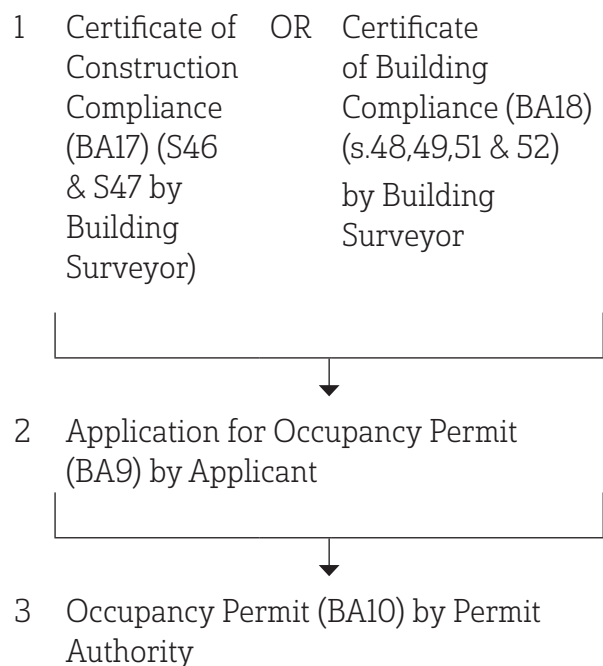 1 Certificate of Construction Compliance (BA17) (S46 & S47 by Building Surveyor)
OR
Certificate of Building Compliance (BA18) (s.48,49,51 & 52) by Building Surveyor
2 Application for Occupancy Permit
(BA9) by Applicant
3 Occupancy Permit (BA10) by Permit
Authority